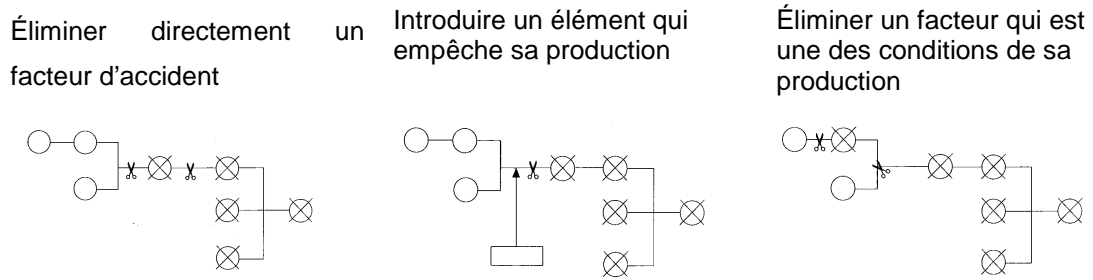 Éliminer directement un
facteur d’accident
Introduire un élément qui
empêche sa production
Éliminer un facteur qui est
une des conditions de sa
production